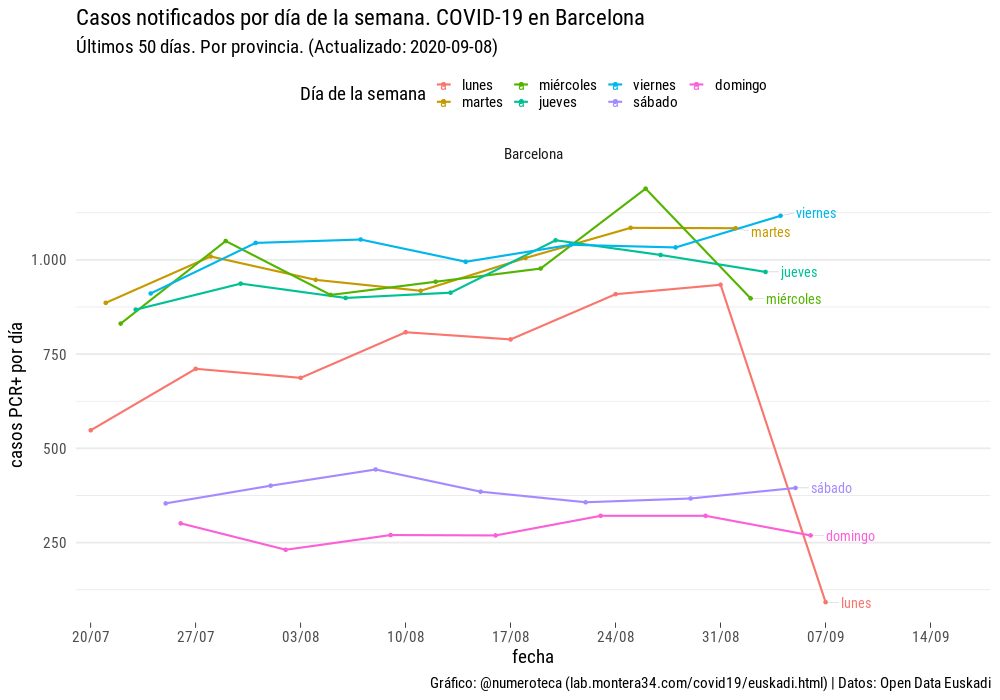 Casos notificados por día de la semana. COVID-19 en Barcelona
Últimos 50 días. Por provincia. (Actualizado: 2020-09-08)
Día de la semana
lunes
miércoles
viernes
domingo
martes
jueves
sábado
Barcelona
casos PCR+ por día
1.000
750
500
250
viernes
martes
jueves
miércoles
sábado
domingo
lunes
20/07
27/07
03/08
10/08
17/08
24/08
31/08
07/09
14/09
fecha
Gráfico: @numeroteca (lab.montera34.com/covid19/euskadi.html) | Datos: Open Data Euskadi